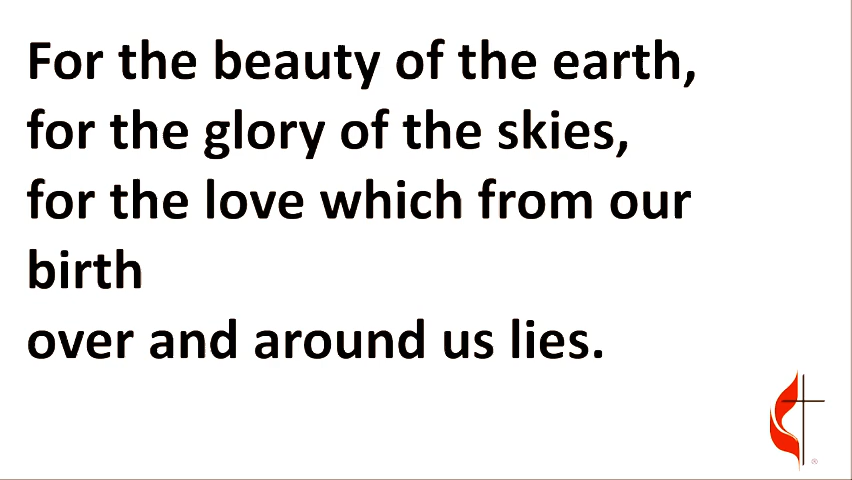 For the beauty of the earth,
for the glory of the skies,
for the love which from our
birth
over and around us lies.
®